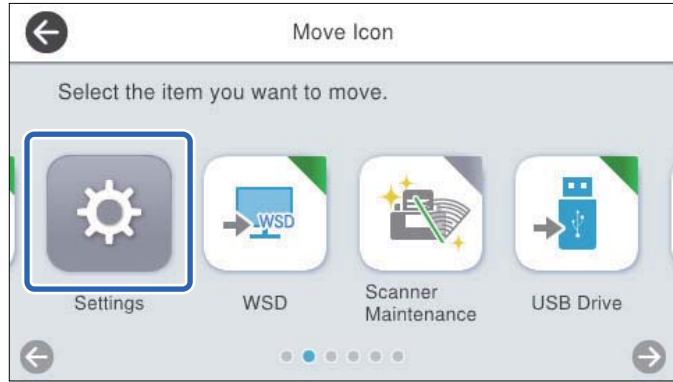 Move Icon
Select the item you want to move.
WSD
Settings
WSD
Scanner
Maintenance
USB Drive